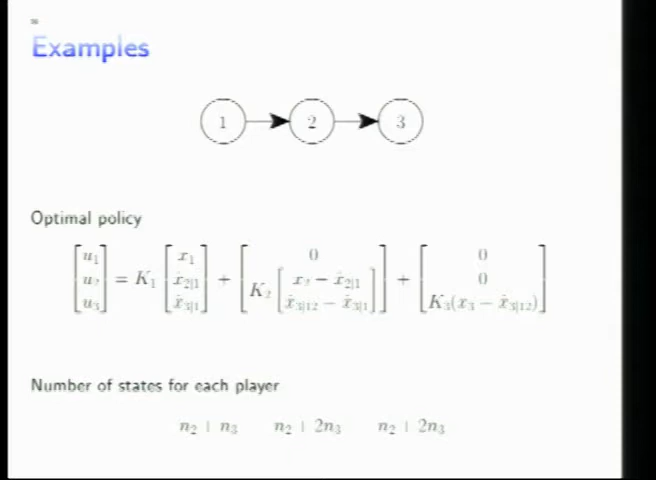 Examples
1 2 3
Optimal policy
[u₁; u₂; u₃] = K₁ [x₁; x̂₂|₁; x̂₃|₁] + [0; K₂ [x₂ − x̂₂|₁; x̂₃|₁₂ − x̂₃|₁]] + [0; 0; K₃(x₃ − x̂₃|₁₂)]
Number of states for each player
n₂ + n₃ n₂ + 2n₃ n₂ + 2n₃